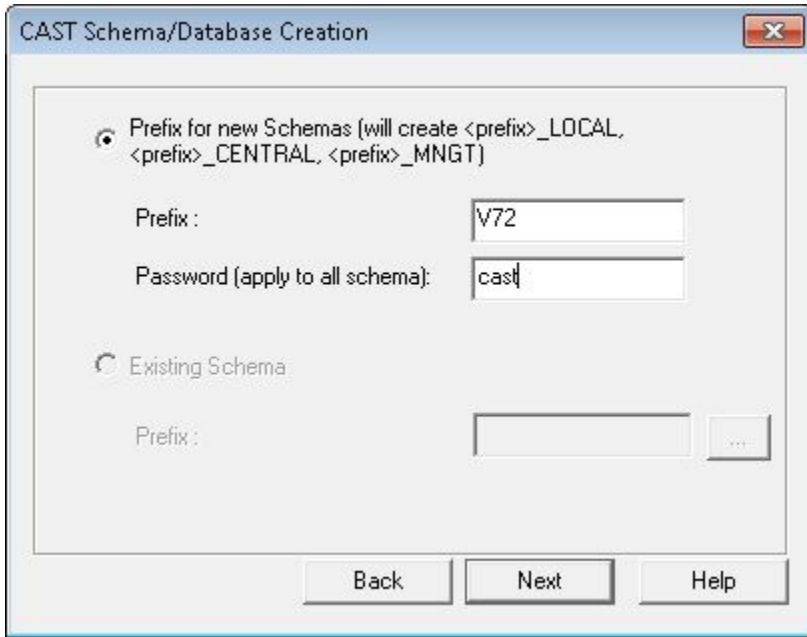 CAST Schema/Database Creation
Prefix for new Schemas (will create <prefix>_LOCAL,
<prefix>_CENTRAL, <prefix>_MNGT)
Prefix : V72
Password (apply to all schema): cast
Existing Schema
Prefix :
...
Back Next Help